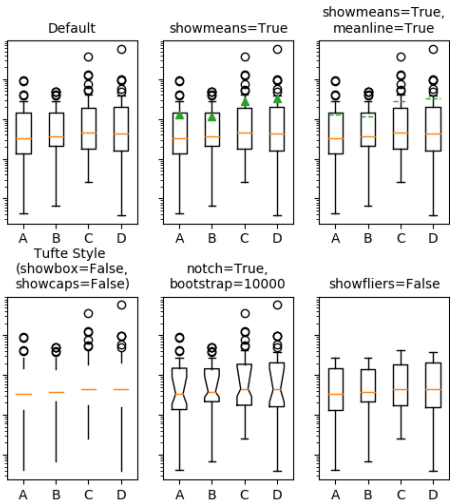 Default
showmeans=True
showmeans=True,
meanline=True
A B C D
A B C D
A B C D
Tufte Style
(showbox=False,
showcaps=False)
notch=True,
bootstrap=10000
showfliers=False
A B C D
A B C D
A B C D